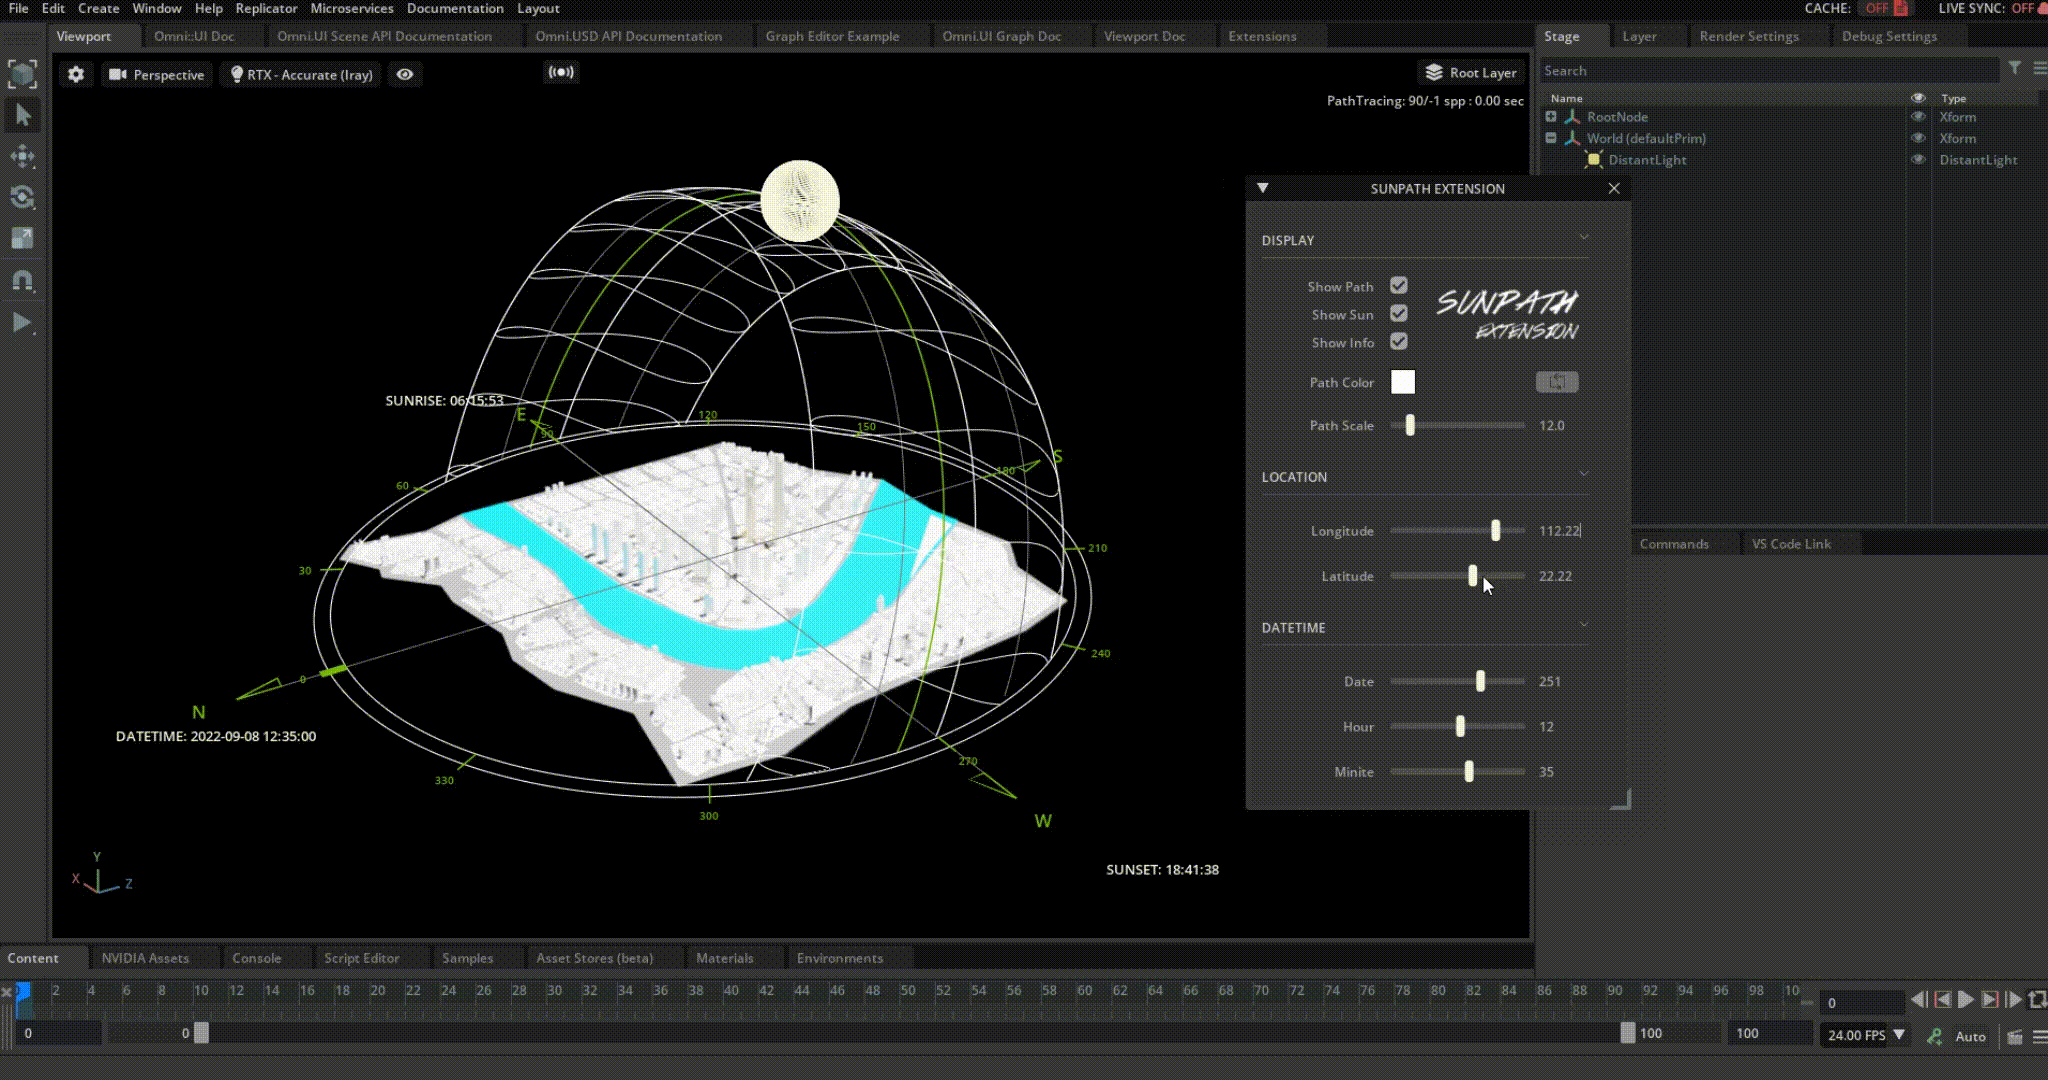 File Edit Create Window Help Replicator Microservices Documentation Layout CACHE: OFF LIVE SYNC: OFF
Viewport Omni::UI Doc Omni.UI Scene API Documentation Omni.USD API Documentation Graph Editor Example Omni.UI Graph Doc Viewport Doc Extensions Stage Layer Render Settings Debug Settings
Perspective RTX - Accurate (Iray) Root Layer
PathTracing: 90/-1 spp : 0.00 sec
Search
Name Type
RootNode Xform
World (defaultPrim) Xform
DistantLight DistantLight
SUNPATH EXTENSION
DISPLAY
Show Path
Show Sun
Show Info
SUNPATH
EXTENSION
Path Color
Path Scale 12.0
LOCATION
Longitude 112.22
Latitude 22.22
DATETIME
Date 251
Hour 12
Minite 35
Commands VS Code Link
SUNRISE: 06:15:53
E
90
120
150
180
S
60
30
210
240
0
N
DATETIME: 2022-09-08 12:35:00
330
300
270
W
SUNSET: 18:41:38
Y
X
Z
Content NVIDIA Assets Console Script Editor Samples Asset Stores (beta) Materials Environments
2 4 6 8 10 12 14 16 18 20 22 24 26 28 30 32 34 36 38 40 42 44 46 48 50 52 54 56 58 60 62 64 66 68 70 72 74 76 78 80 82 84 86 88 90 92 94 96 98 10 0
0 0 100 100 24.00 FPS Auto